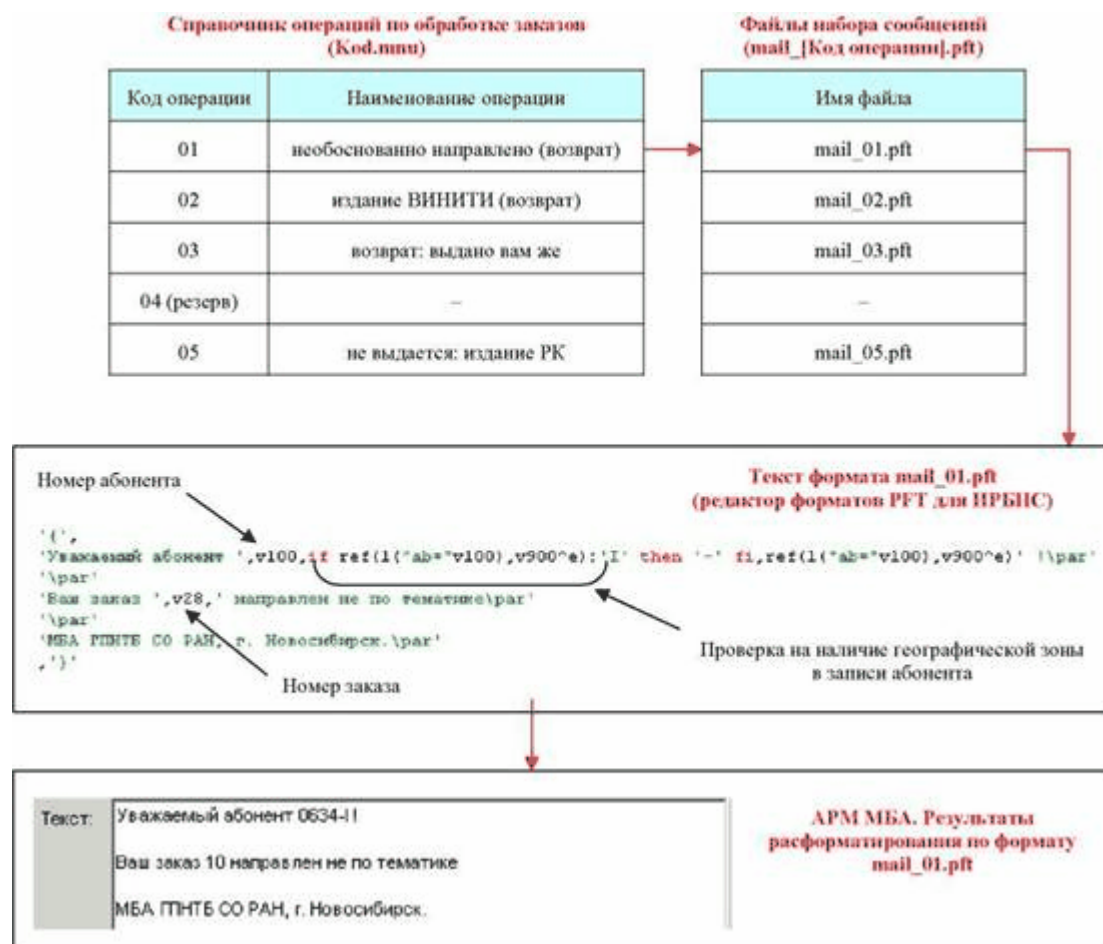 Справочник операций по обработке заказов
(Kod.mnu)
Файлы набора сообщений
(mail_[Код операции].pft)
Код операции Наименование операции Имя файла
01 необоснованно направлено (возврат) mail_01.pft
02 издание ВИНИТИ (возврат) mail_02.pft
03 возврат: выдано вам же mail_03.pft
04 (резерв) – –
05 не выдается: издание РК mail_05.pft
Номер абонента
Текст формата mail_01.pft
(редактор форматов PFT для ИРБИС)
'{',
'Уважаемый абонент ',v100,if ref(l("ab="v100),v900^e):'I' then '-' fi,ref(l("ab="v100),v900^e)' !\par'
'\par'
'Ваш заказ ',v28,' направлен не по тематике\par'
'\par'
'МБА ГПНТБ СО РАН, г. Новосибирск.\par'
,'}'
Номер заказа
Проверка на наличие географической зоны
в записи абонента
Текст:
Уважаемый абонент 0634-I !
Ваш заказ 10 направлен не по тематике
МБА ГПНТБ СО РАН, г. Новосибирск.
АРМ МБА. Результаты
расформатирования по формату
mail_01.pft